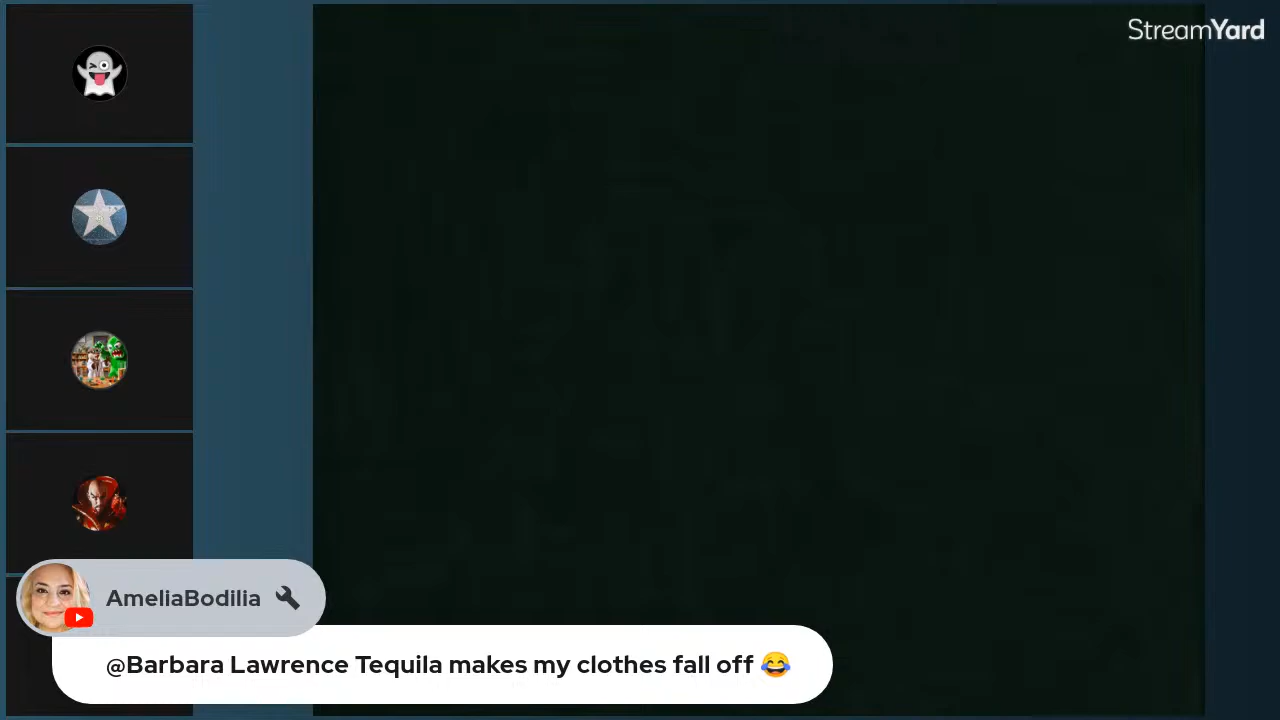 StreamYard
AmeliaBodilia
@Barbara Lawrence Tequila makes my clothes fall off 😂